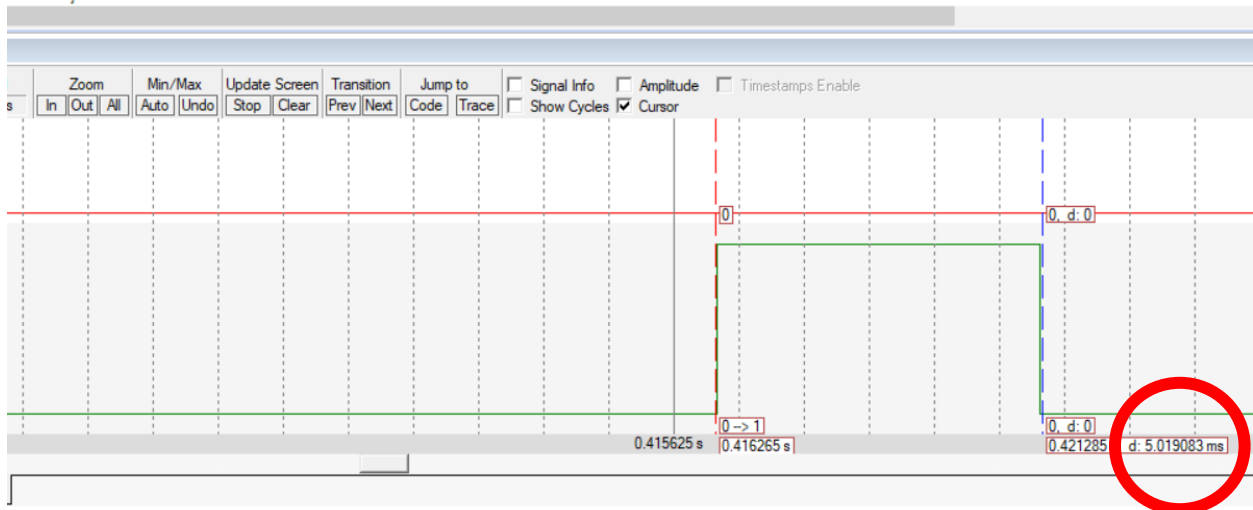 Zoom Min/Max Update Screen Transition Jump to Signal Info Amplitude Timestamps Enable
s In Out All Auto Undo Stop Clear Prev Next Code Trace Show Cycles Cursor
0 0, d: 0
0 --> 1 0, d: 0
0.415625 s 0.416265 s 0.421285 d: 5.019083 ms